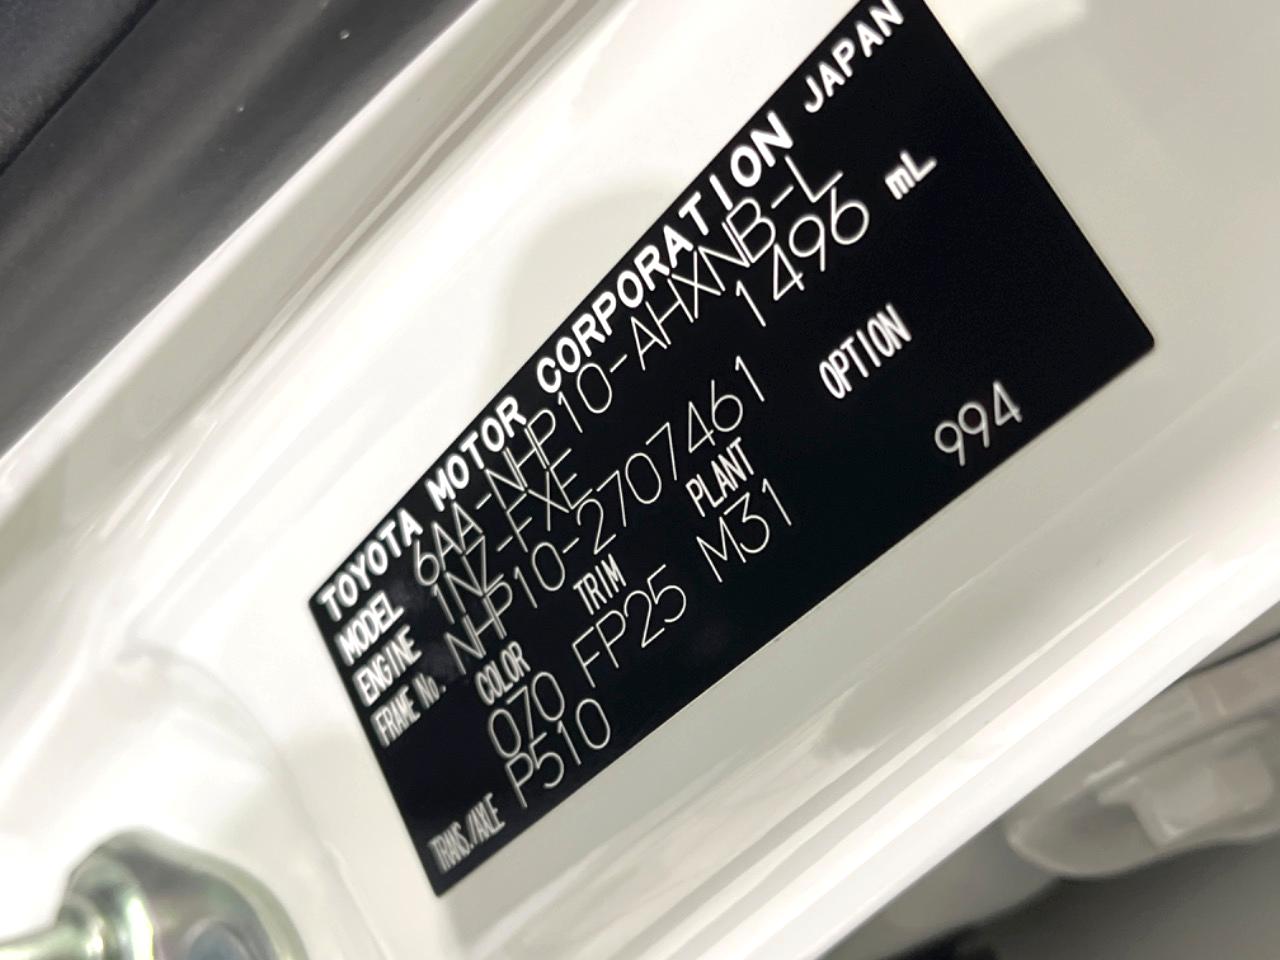 TOYOTA MOTOR CORPORATION JAPAN
MODEL 6AA-NHP10-AHXNB-L
ENGINE 1NZ-FXE 1496 mL
FRAME No. NHP10-2707461
COLOR TRIM PLANT OPTION
070 FP25 M31 994
TRANS./AXLE P510